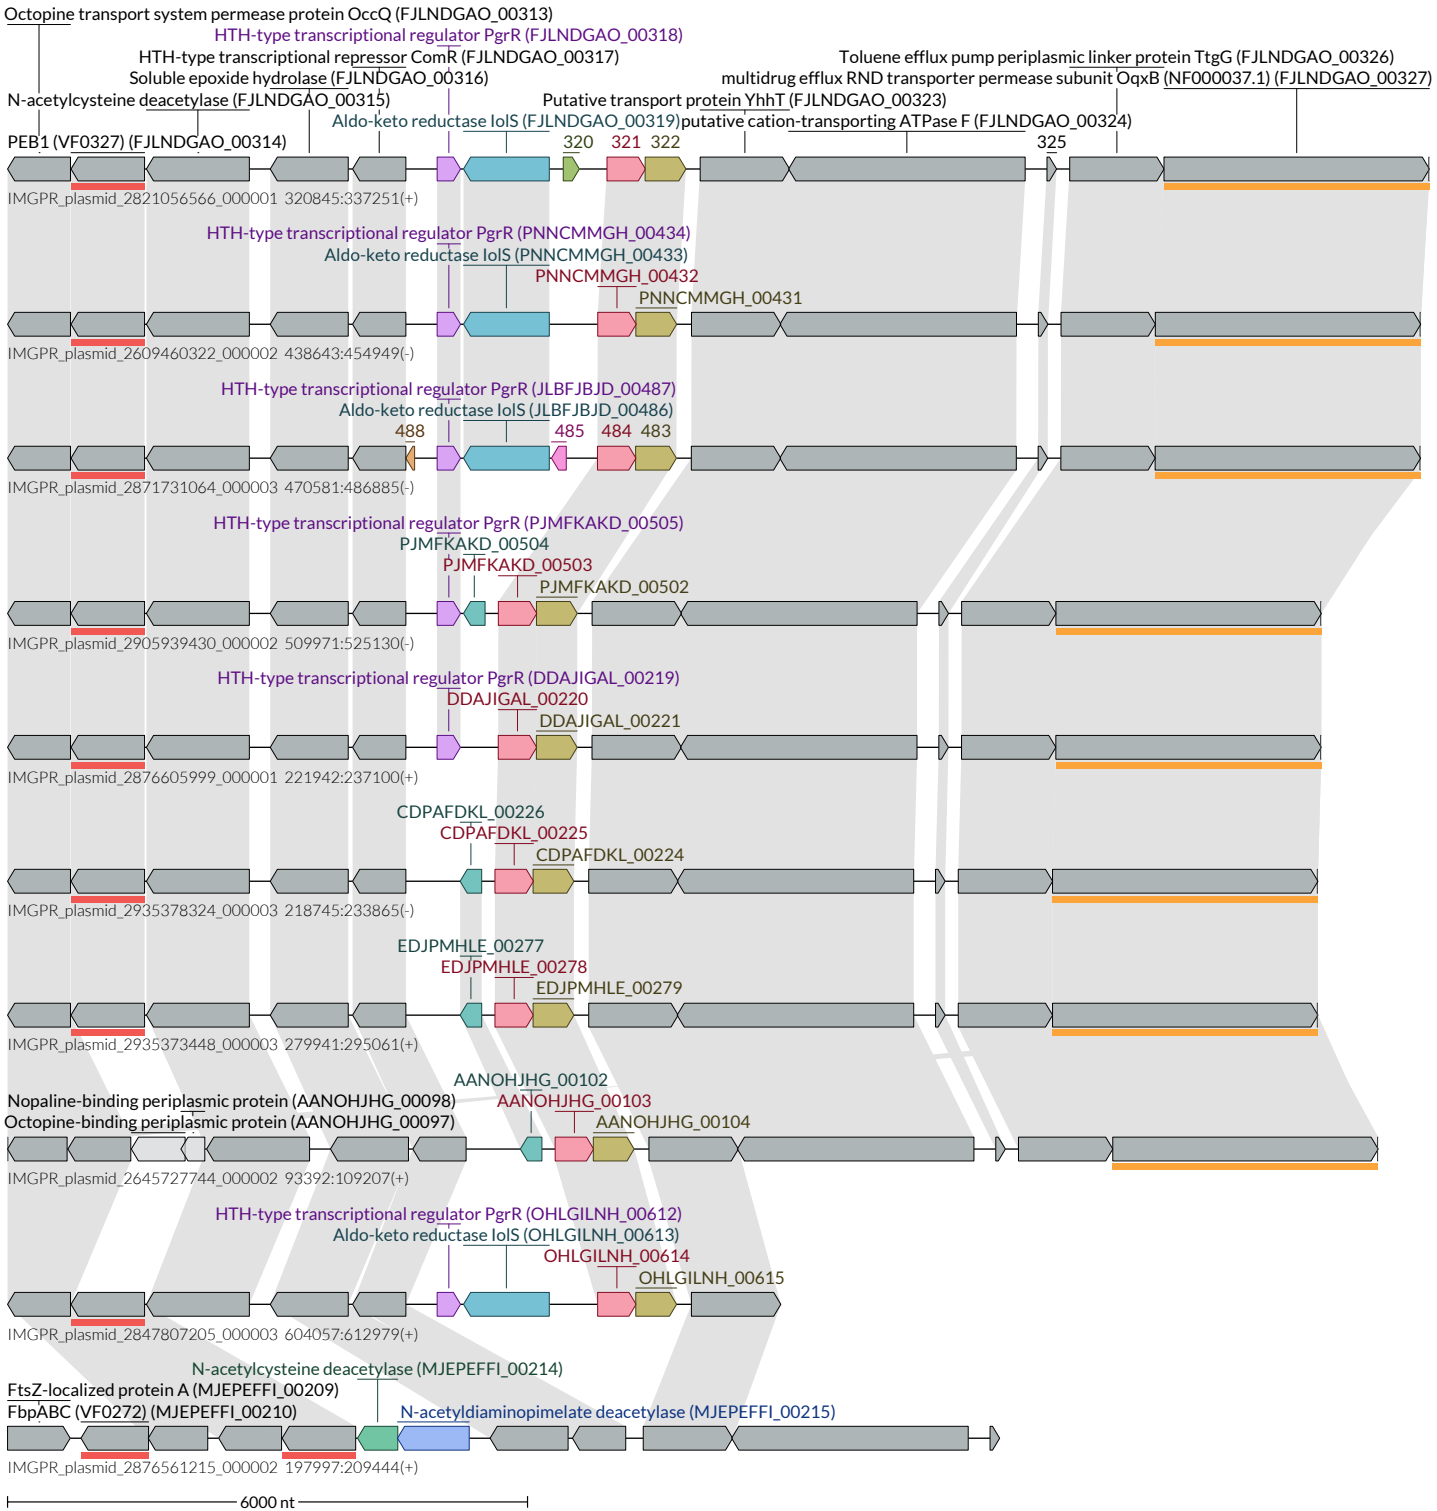 Octopine transport system permease protein OccQ (FJLNDGAO_00313)
HTH-type transcriptional regulator PgrR (FJLNDGAO_00318)
HTH-type transcriptional repressor ComR (FJLNDGAO_00317)
Toluene efflux pump periplasmic linker protein TtgG (FJLNDGAO_00326)
Soluble epoxide hydrolase (FJLNDGAO_00316)
multidrug efflux RND transporter permease subunit OqxB (NF000037.1) (FJLNDGAO_00327)
N-acetylcysteine deacetylase (FJLNDGAO_00315)
Putative transport protein YhhT (FJLNDGAO_00323)
Aldo-keto reductase IolS (FJLNDGAO_00319)
putative cation-transporting ATPase F (FJLNDGAO_00324)
PEB1 (VF0327) (FJLNDGAO_00314)
320
321
322
325
IMGPR_plasmid_2821056566_000001 320845:337251(+)
HTH-type transcriptional regulator PgrR (PNNCMMGH_00434)
Aldo-keto reductase IolS (PNNCMMGH_00433)
PNNCMMGH_00432
PNNCMMGH_00431
IMGPR_plasmid_2609460322_000002 438643:454949(-)
HTH-type transcriptional regulator PgrR (JLBFJBJD_00487)
Aldo-keto reductase IolS (JLBFJBJD_00486)
488
485
484
483
IMGPR_plasmid_2871731064_000003 470581:486885(-)
HTH-type transcriptional regulator PgrR (PJMFKAKD_00505)
PJMFKAKD_00504
PJMFKAKD_00503
PJMFKAKD_00502
IMGPR_plasmid_2905939430_000002 509971:525130(-)
HTH-type transcriptional regulator PgrR (DDAJIGAL_00219)
DDAJIGAL_00220
DDAJIGAL_00221
IMGPR_plasmid_2876605999_000001 221942:237100(+)
CDPAFDKL_00226
CDPAFDKL_00225
CDPAFDKL_00224
IMGPR_plasmid_2935378324_000003 218745:233865(-)
EDJPMHLE_00277
EDJPMHLE_00278
EDJPMHLE_00279
IMGPR_plasmid_2935373448_000003 279941:295061(+)
AANOHJHG_00102
Nopaline-binding periplasmic protein (AANOHJHG_00098)
AANOHJHG_00103
Octopine-binding periplasmic protein (AANOHJHG_00097)
AANOHJHG_00104
IMGPR_plasmid_2645727744_000002 93392:109207(+)
HTH-type transcriptional regulator PgrR (OHLGILNH_00612)
Aldo-keto reductase IolS (OHLGILNH_00613)
OHLGILNH_00614
OHLGILNH_00615
IMGPR_plasmid_2847807205_000003 604057:612979(+)
N-acetylcysteine deacetylase (MJEPEFFI_00214)
FtsZ-localized protein A (MJEPEFFI_00209)
FbpABC (VF0272) (MJEPEFFI_00210)
N-acetyldiaminopimelate deacetylase (MJEPEFFI_00215)
IMGPR_plasmid_2876561215_000002 197997:209444(+)
6000 nt